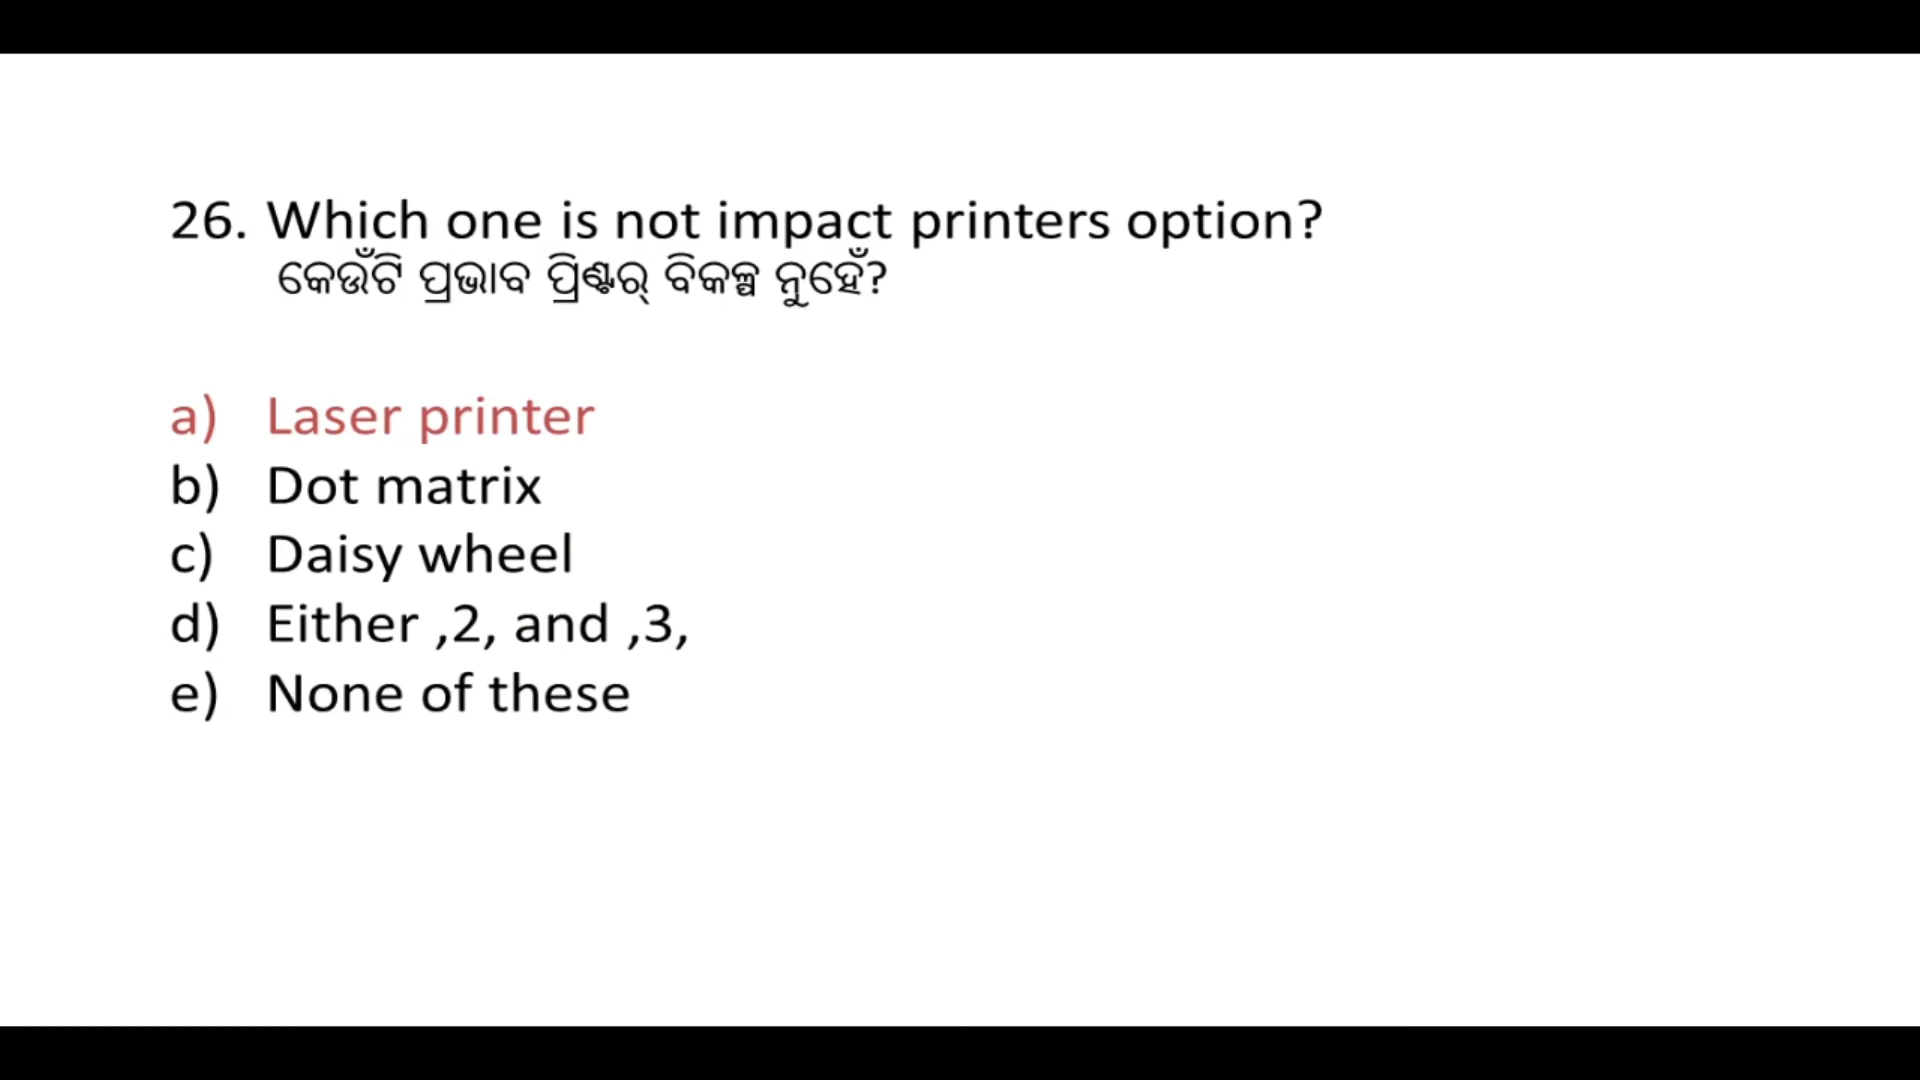 26. Which one is not impact printers option?
କେଉଁଟି ପ୍ରଭାବ ପ୍ରିଣ୍ଟର୍ ବିକଳ୍ପ ନୁହେଁ?
a) Laser printer
b) Dot matrix
c) Daisy wheel
d) Either ,2, and ,3,
e) None of these